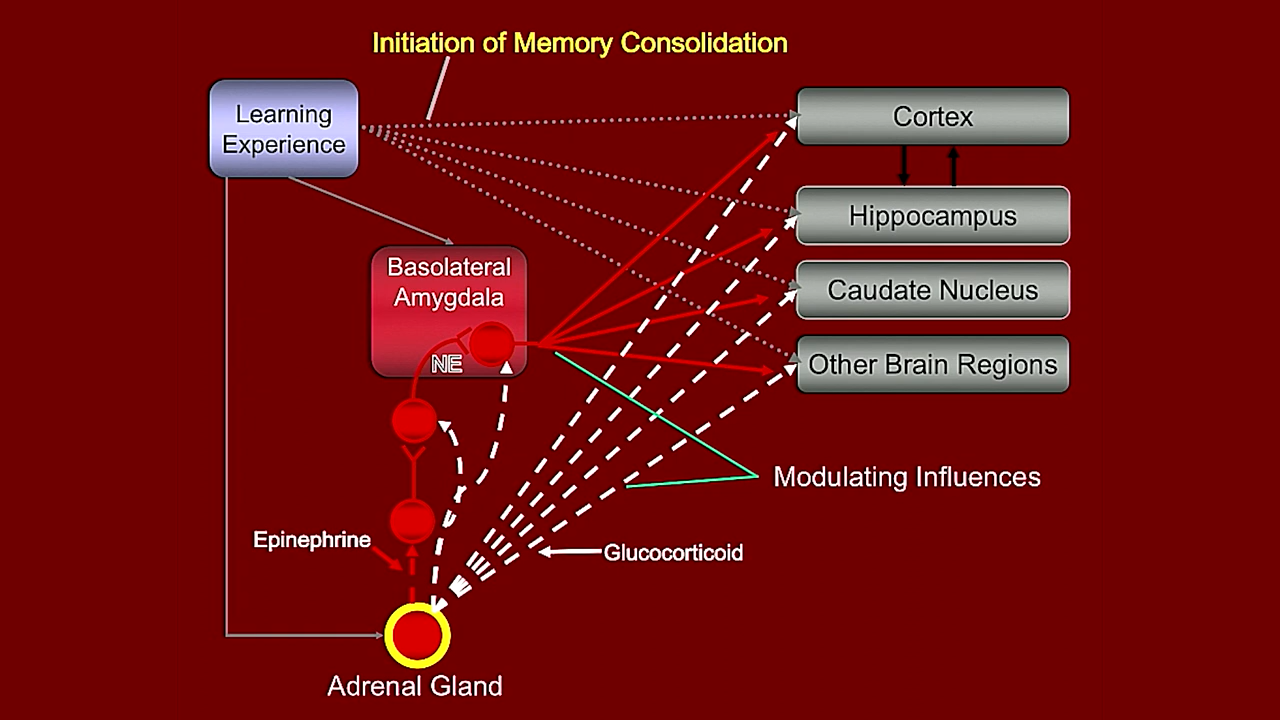 Initiation of Memory Consolidation
Learning
Experience
Cortex
Hippocampus
Basolateral
Amygdala
Caudate Nucleus
NE
Other Brain Regions
Modulating Influences
Epinephrine
Glucocorticoid
Adrenal Gland